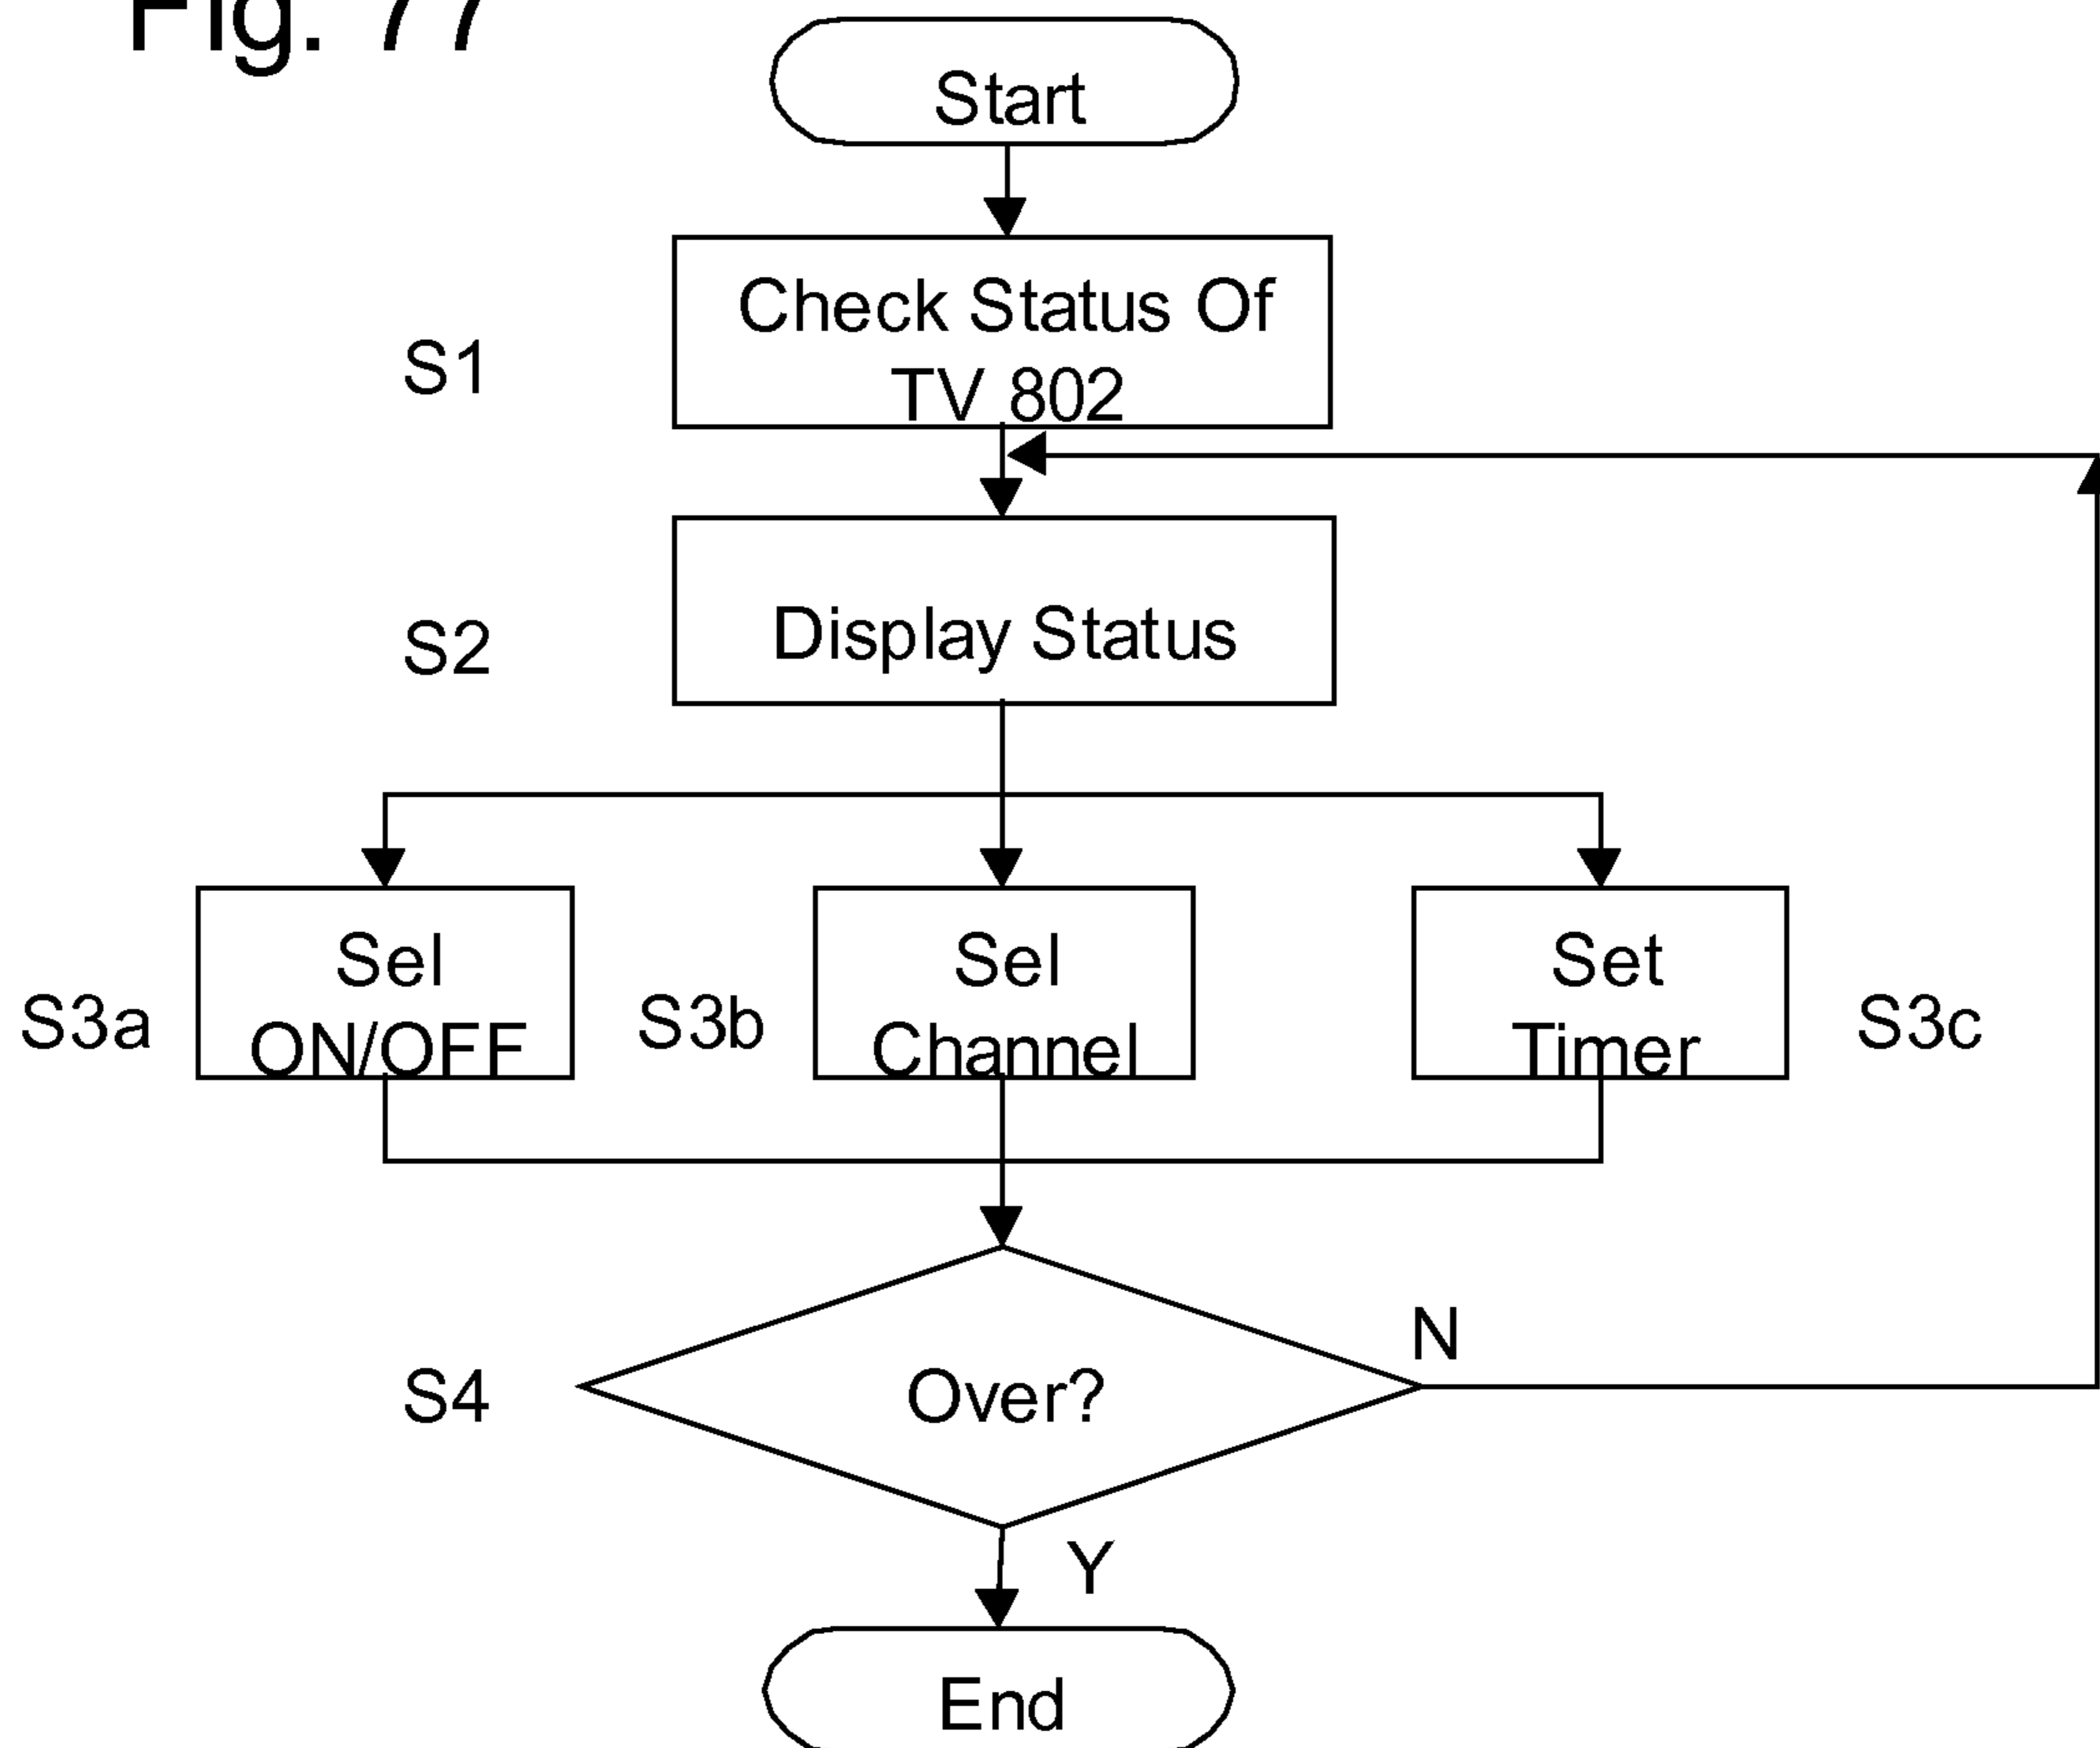 Fig. 77
Start
Check Status Of
TV 802
S1
Display Status
S2
Sel
ON/OFF
S3a
Sel
Channel
S3b
Set
Timer
S3c
N
Over?
S4
Y
End